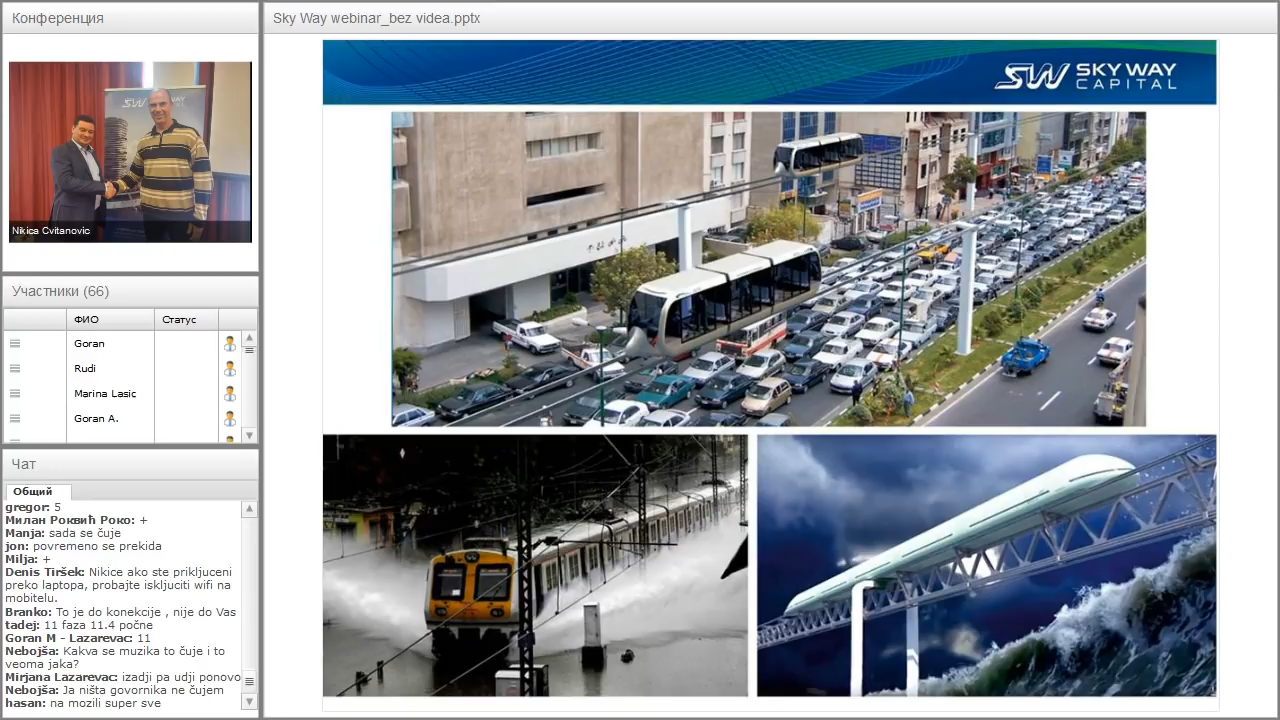 Конференция
Nikica Cvitanovic
Участники (66)
ФИО Статус
Goran
Rudi
Marina Lasic
Goran A.
Чат
Общий
gregor: 5
Милан Роквић Роко: +
Manja: sada se čuje
jon: povremeno se prekida
Milja: +
Denis Tiršek: Nikice ako ste prikljuceni
preko laptopa, probajte iskljuciti wifi na
mobitelu.
Branko: To je do konekcije , nije do Vas
tadej: 11 faza 11.4 počne
Goran M - Lazarevac: 11
Nebojša: Kakva se muzika to čuje i to
veoma jaka?
Mirjana Lazarevac: izadji pa udji ponovo
Nebojša: Ja ništa govornika ne čujem
hasan: na mozili super sve
Sky Way webinar_bez videa.pptx
SW SKY WAY
CAPITAL